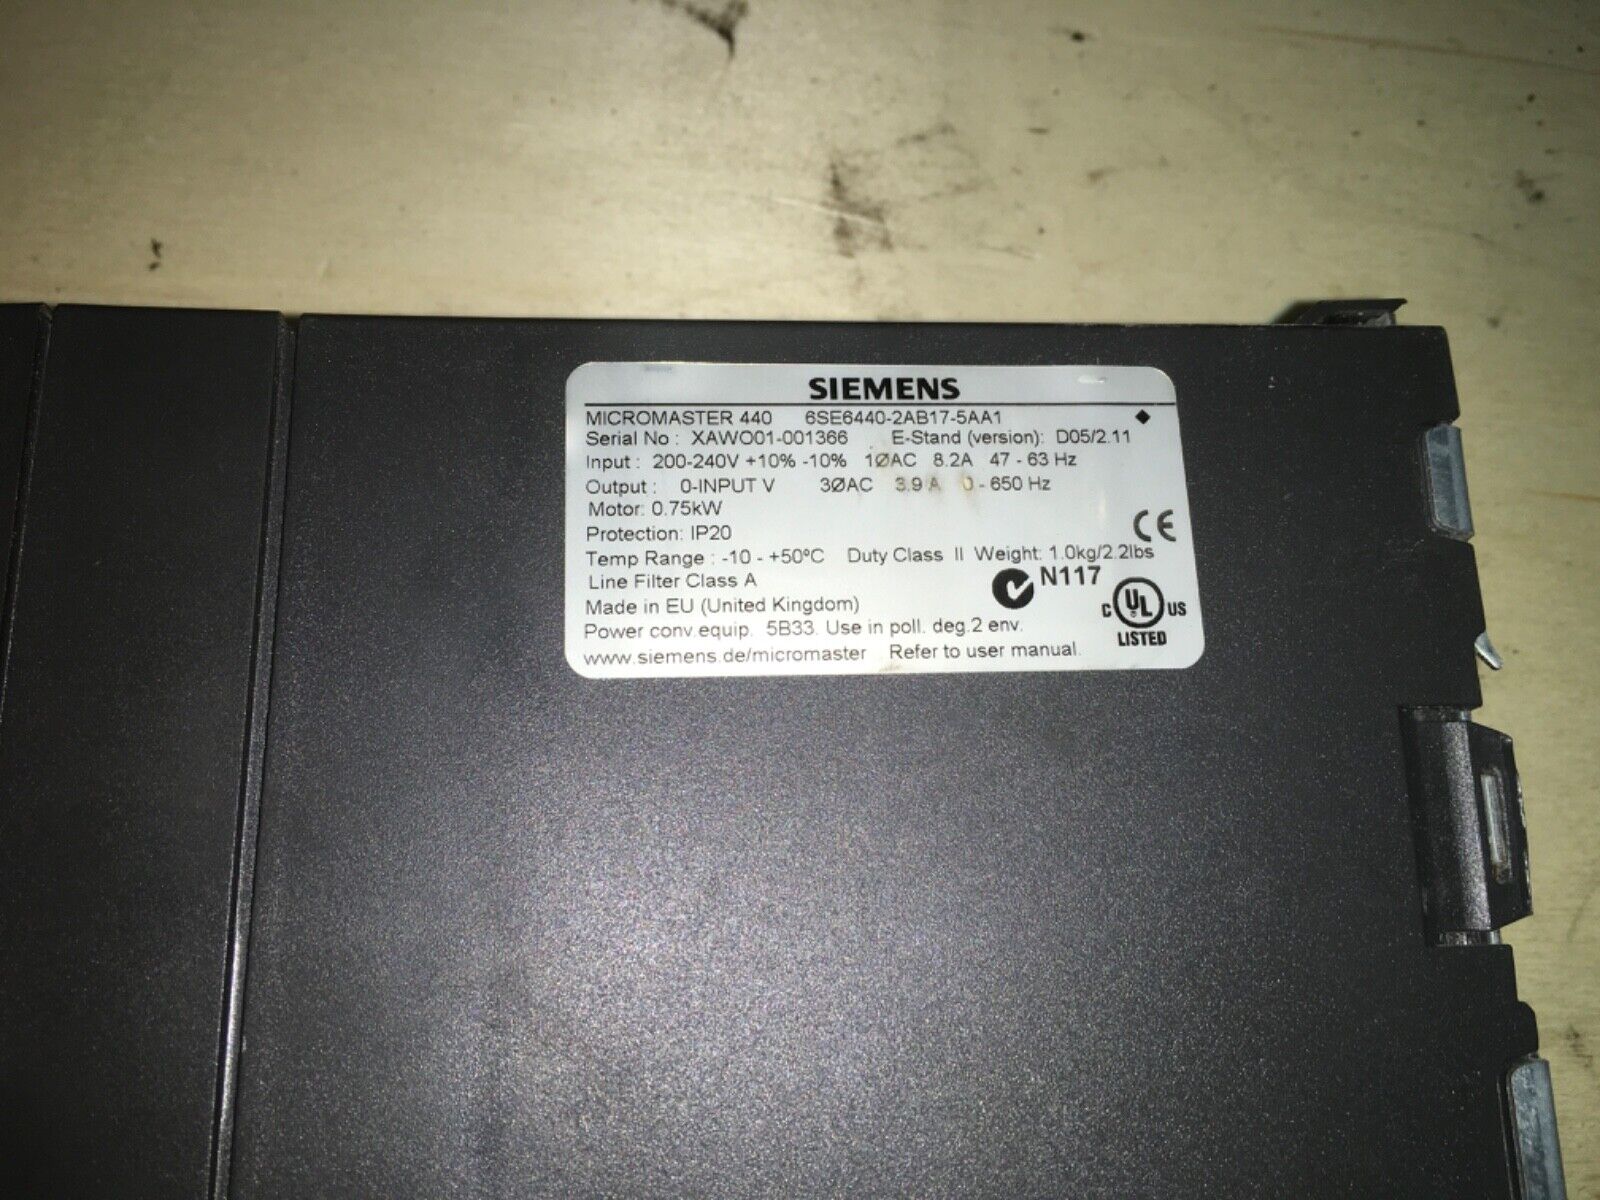 SIEMENS
MICROMASTER 440 6SE6440-2AB17-5AA1
Serial No : XAWO01-001366 E-Stand (version): D05/2.11
Input : 200-240V +10% -10% 1ØAC 8.2A 47 - 63 Hz
Output : 0-INPUT V 3ØAC 3.9 A 0 - 650 Hz
Motor: 0.75kW
Protection: IP20
CE
Temp Range : -10 - +50ºC Duty Class II Weight: 1.0kg/2.2lbs
Line Filter Class A
N117
Made in EU (United Kingdom)
C UL US
LISTED
Power conv.equip. 5B33. Use in poll. deg.2 env.
www.siemens.de/micromaster Refer to user manual.